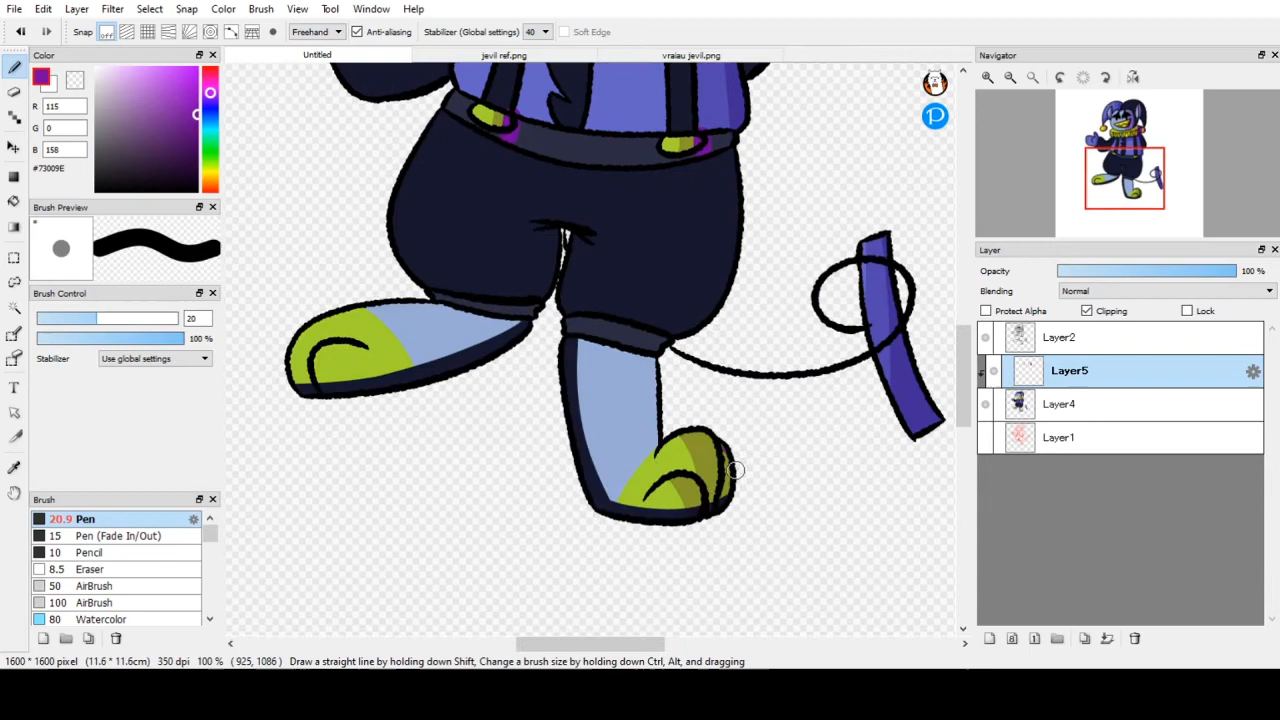 File Edit Layer Select Snap Color Brush View Tool Window Help
Snap off Freehand Anti-aliasing Stabilizer (Global settings) 40 Soft Edge
Color
Untitled jevil ref.png vraiau jevil.png
Navigator
R 115
G 0
B 158
#73009E
Brush Preview
Layer
Opacity 100 %
Blending Normal
Brush Control
Protect Alpha Clipping Lock
20
100 %
Stabilizer Use global settings
Layer2
Layer5
Layer4
Layer1
Brush
20.9 Pen
15 Pen (Fade In/Out)
10 Pencil
8.5 Eraser
50 AirBrush
100 AirBrush
80 Watercolor
1600 * 1600 pixel (11.6 * 11.6cm) 350 dpi 100 % ( 925, 1086 ) Draw a straight line by holding down Shift, Change a brush size by holding down Ctrl, Alt, and dragging